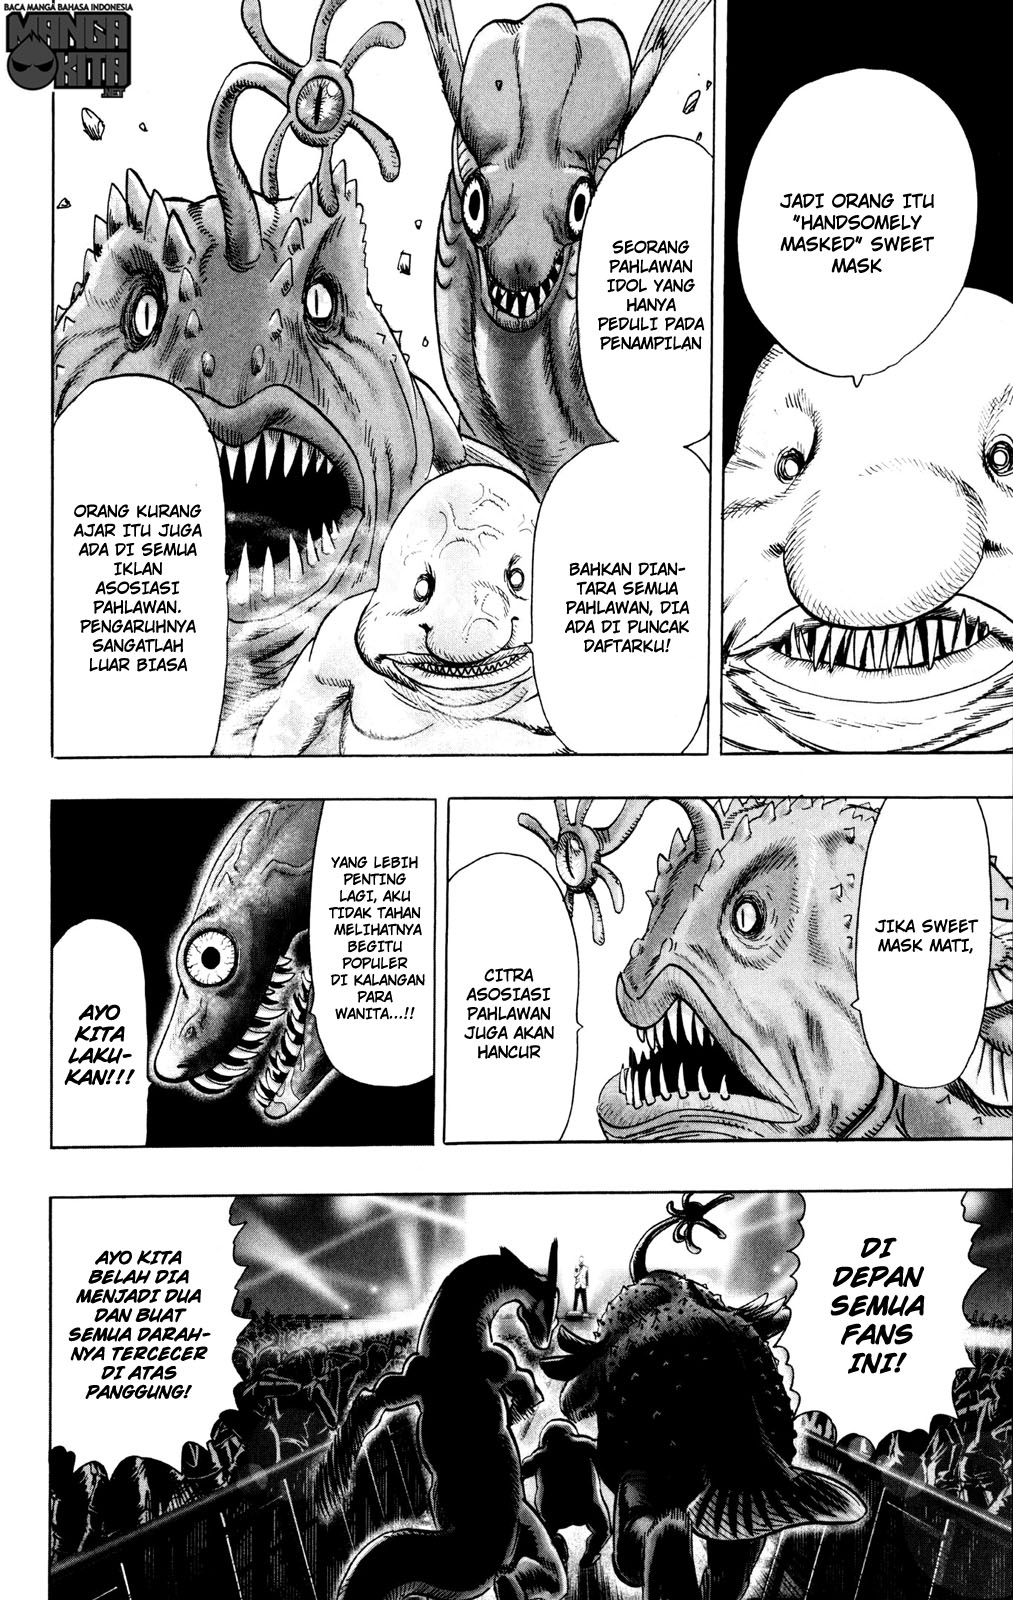 BACA MANGA BAHASA INDONESIA
MANGA
KITA
.NET
JADI ORANG ITU
"HANDSOMELY
MASKED" SWEET
MASK
SEORANG
PAHLAWAN
IDOL YANG
HANYA
PEDULI PADA
PENAMPILAN
BAHKAN DIAN-
TARA SEMUA
PAHLAWAN, DIA
ADA DI PUNCAK
DAFTARKU!
ORANG KURANG
AJAR ITU JUGA
ADA DI SEMUA
IKLAN
ASOSIASI
PAHLAWAN.
PENGARUHNYA
SANGATLAH
LUAR BIASA
JIKA SWEET
MASK MATI,
CITRA
ASOSIASI
PAHLAWAN
JUGA AKAN
HANCUR
YANG LEBIH
PENTING
LAGI, AKU
TIDAK TAHAN
MELIHATNYA
BEGITU
POPULER
DI KALANGAN
PARA
WANITA...!!
AYO
KITA
LAKU-
KAN!!!
DI
DEPAN
SEMUA
FANS
INI!
AYO KITA
BELAH DIA
MENJADI DUA
DAN BUAT
SEMUA DARAH-
NYA TERCECER
DI ATAS
PANGGUNG!